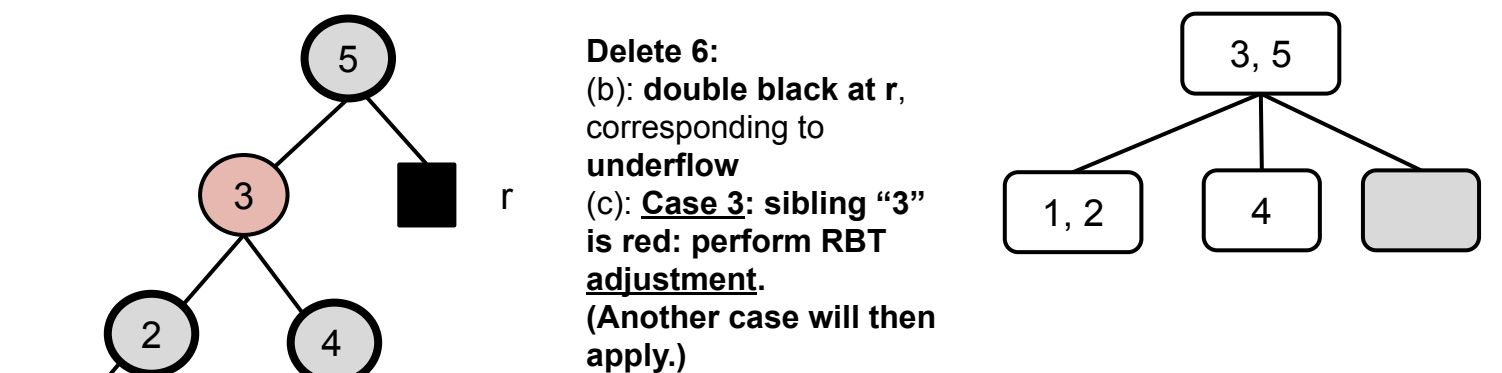 5
3
r
2
4
Delete 6:
(b): double black at r,
corresponding to
underflow
(c): Case 3: sibling “3”
is red: perform RBT
adjustment.
(Another case will then
apply.)
3, 5
1, 2
4